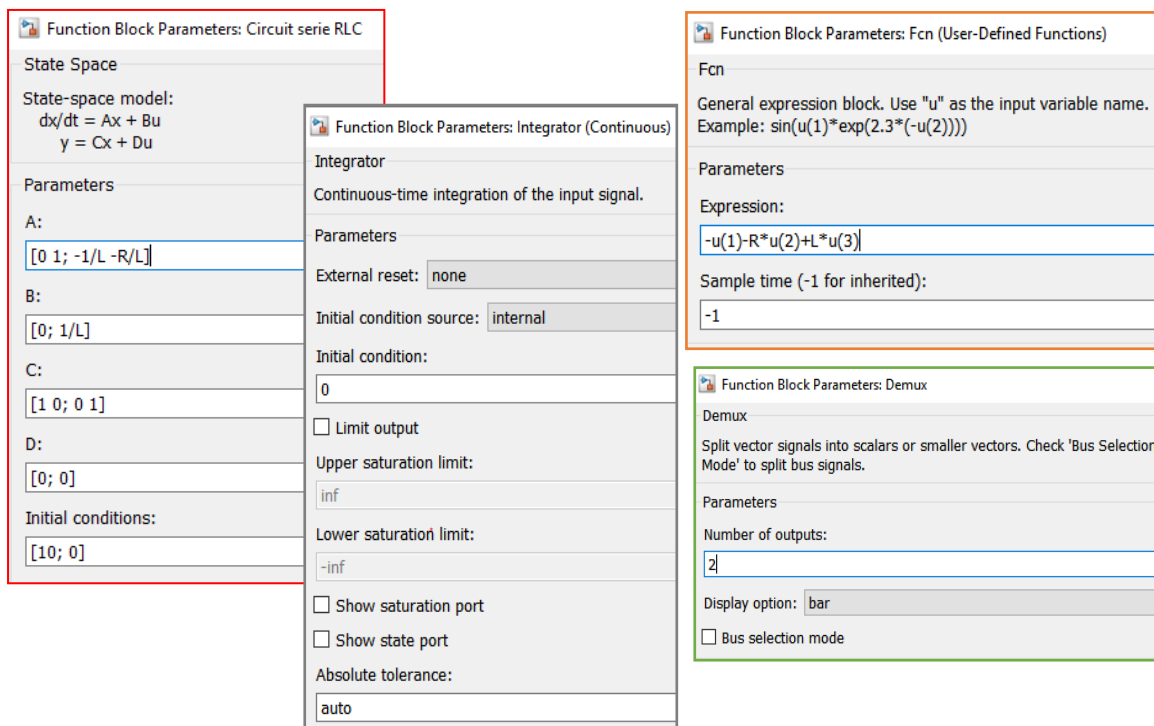 Function Block Parameters: Circuit serie RLC
State Space
State-space model:
dx/dt = Ax + Bu
y = Cx + Du
Parameters
A:
[0 1; -1/L -R/L]
B:
[0; 1/L]
C:
[1 0; 0 1]
D:
[0; 0]
Initial conditions:
[10; 0]
Function Block Parameters: Integrator (Continuous)
Integrator
Continuous-time integration of the input signal.
Parameters
External reset: none
Initial condition source: internal
Initial condition:
0
Limit output
Upper saturation limit:
inf
Lower saturation limit:
-inf
Show saturation port
Show state port
Absolute tolerance:
auto
Function Block Parameters: Fcn (User-Defined Functions)
Fcn
General expression block. Use "u" as the input variable name.
Example: sin(u(1)*exp(2.3*(-u(2))))
Parameters
Expression:
-u(1)-R*u(2)+L*u(3)
Sample time (-1 for inherited):
-1
Function Block Parameters: Demux
Demux
Split vector signals into scalars or smaller vectors. Check 'Bus Selection
Mode' to split bus signals.
Parameters
Number of outputs:
2
Display option: bar
Bus selection mode